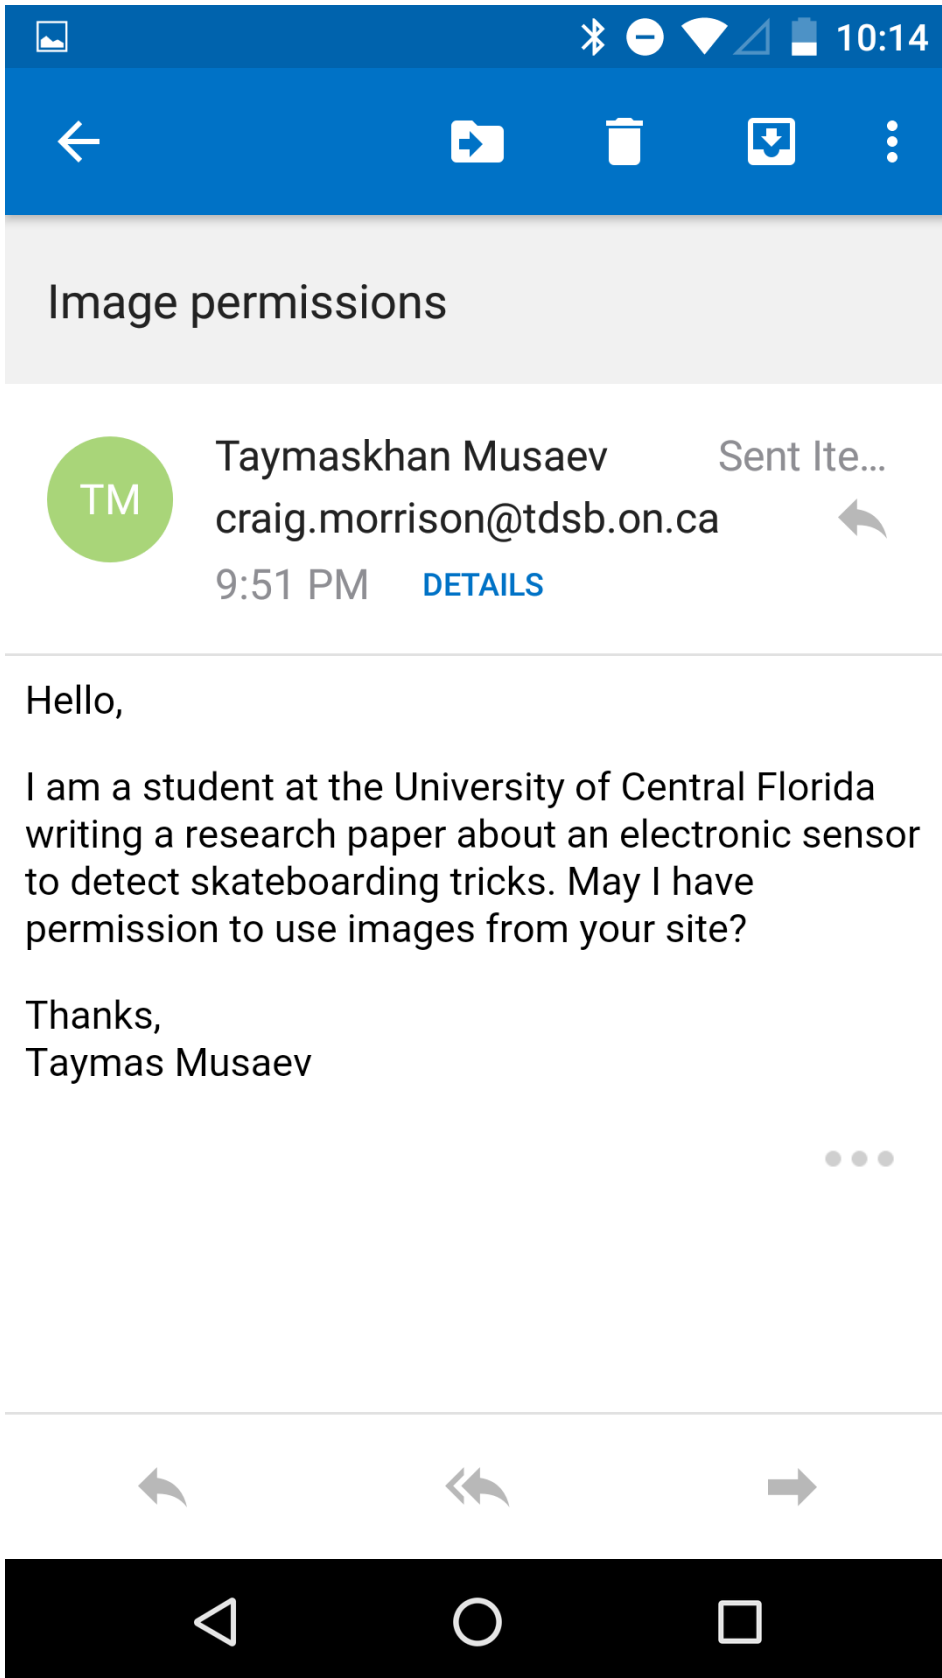 10:14
Image permissions
TM
Taymaskhan Musaev Sent Ite...
craig.morrison@tdsb.on.ca
9:51 PM DETAILS
Hello,
I am a student at the University of Central Florida
writing a research paper about an electronic sensor
to detect skateboarding tricks. May I have
permission to use images from your site?
Thanks,
Taymas Musaev